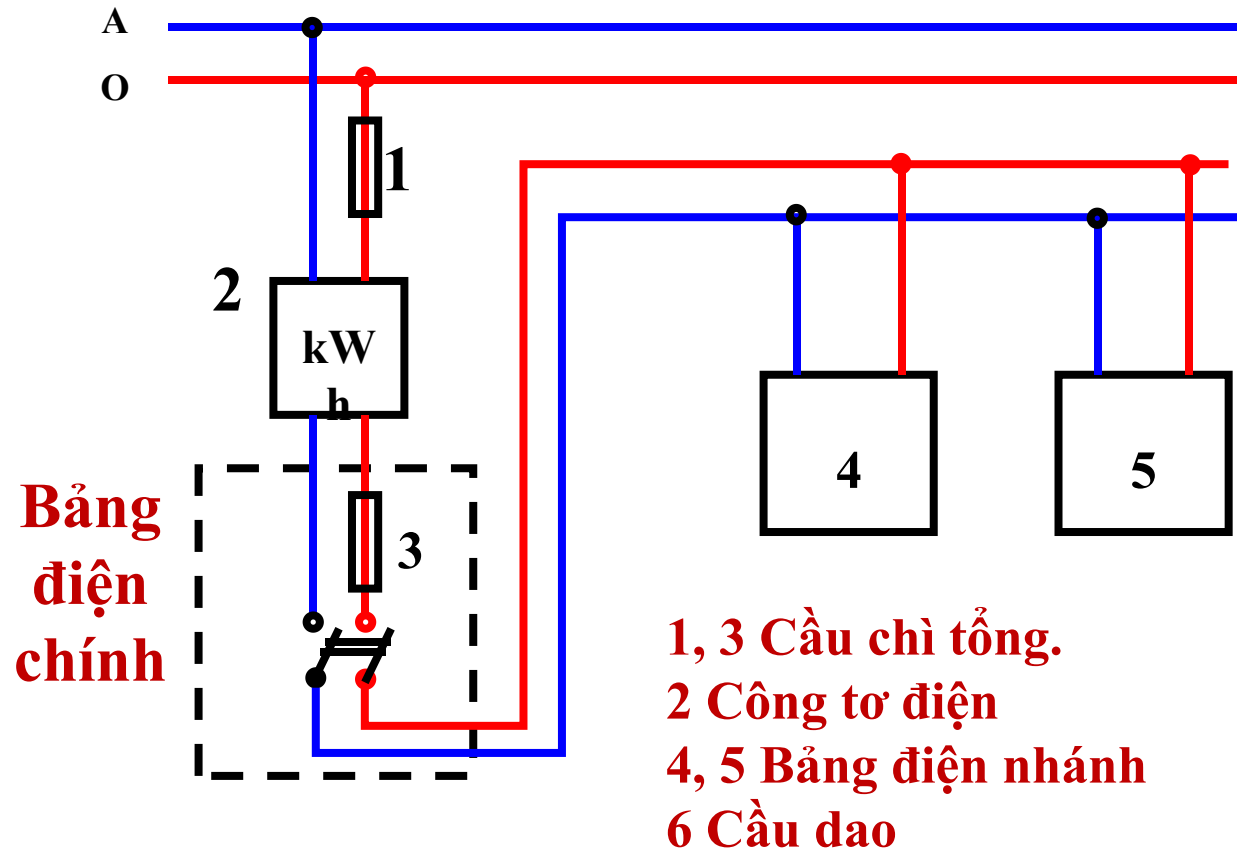 A
O
1
2
kW
h
Bảng
điện
chính
3
4
5
1, 3 Cầu chì tổng.
2 Công tơ điện
4, 5 Bảng điện nhánh
6 Cầu dao